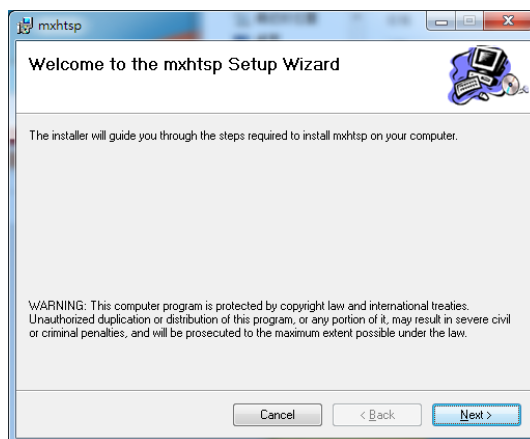 mxhtsp
Welcome to the mxhtsp Setup Wizard
The installer will guide you through the steps required to install mxhtsp on your computer.
WARNING: This computer program is protected by copyright law and international treaties.
Unauthorized duplication or distribution of this program, or any portion of it, may result in severe civil
or criminal penalties, and will be prosecuted to the maximum extent possible under the law.
Cancel
< Back
Next >